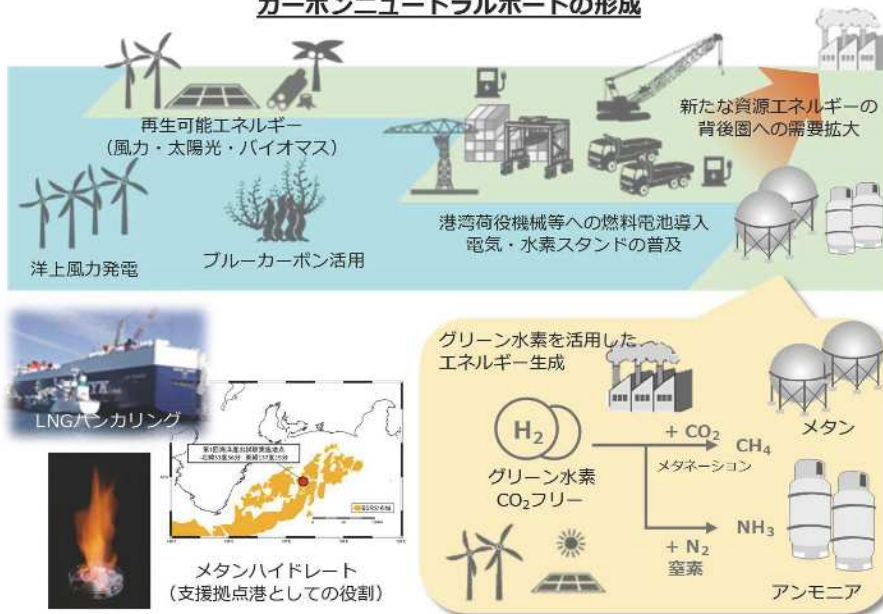 カーボンニュートラルポートの形成
再生可能エネルギー
(風力・太陽光・バイオマス)
新たな資源エネルギーの
背後圏への需要拡大
洋上風力発電
ブルーカーボン活用
港湾荷役機械等への燃料電池導入
電気・水素スタンドの普及
LNGバンカリング
メタンハイドレート
(支援拠点港としての役割)
グリーン水素を活用した
エネルギー生成
H₂
グリーン水素
CO₂フリー
+ CO₂
メタネーション
CH₄
メタン
+ N₂
窒素
NH₃
アンモニア